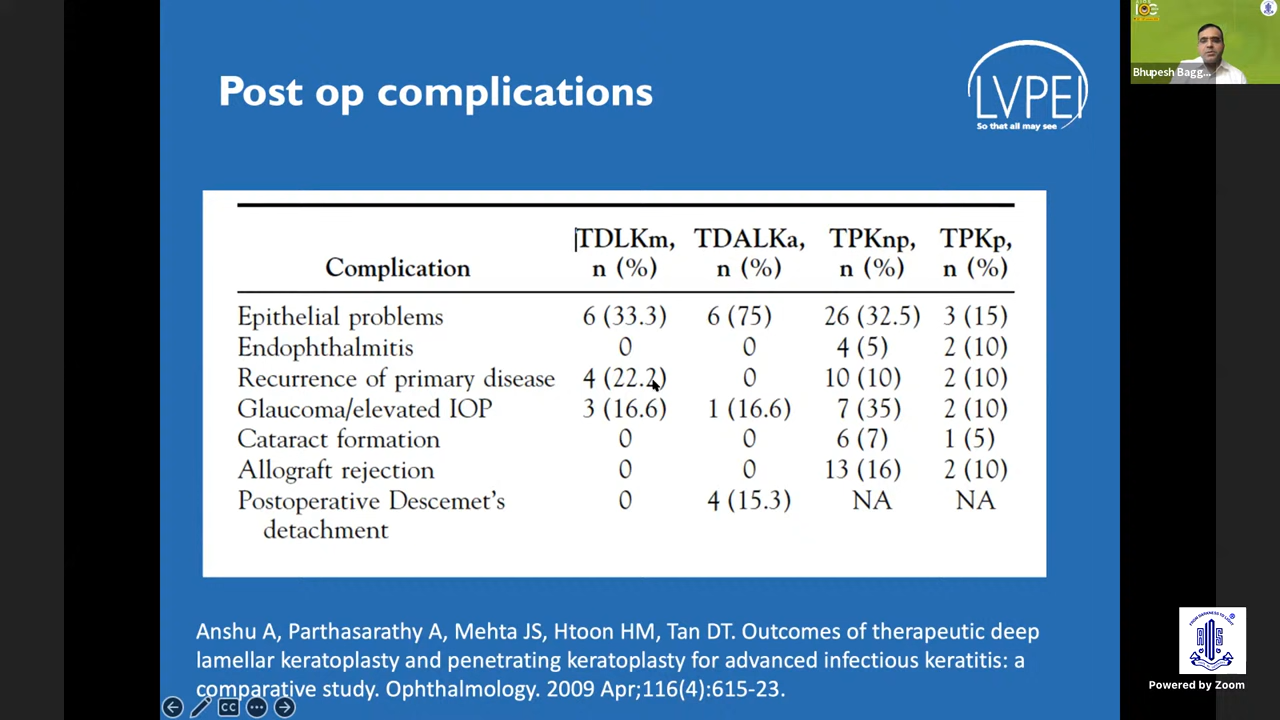 Post op complications
LVPEI
So that all may see
Bhupesh Bagg...
TDLKm, TDALKa, TPKnp, TPKp,
Complication n (%) n (%) n (%) n (%)
Epithelial problems 6 (33.3) 6 (75) 26 (32.5) 3 (15)
Endophthalmitis 0 0 4 (5) 2 (10)
Recurrence of primary disease 4 (22.2) 0 10 (10) 2 (10)
Glaucoma/elevated IOP 3 (16.6) 1 (16.6) 7 (35) 2 (10)
Cataract formation 0 0 6 (7) 1 (5)
Allograft rejection 0 0 13 (16) 2 (10)
Postoperative Descemet's 0 4 (15.3) NA NA
detachment
Anshu A, Parthasarathy A, Mehta JS, Htoon HM, Tan DT. Outcomes of therapeutic deep
lamellar keratoplasty and penetrating keratoplasty for advanced infectious keratitis: a
comparative study. Ophthalmology. 2009 Apr;116(4):615-23.
CC
Powered by Zoom